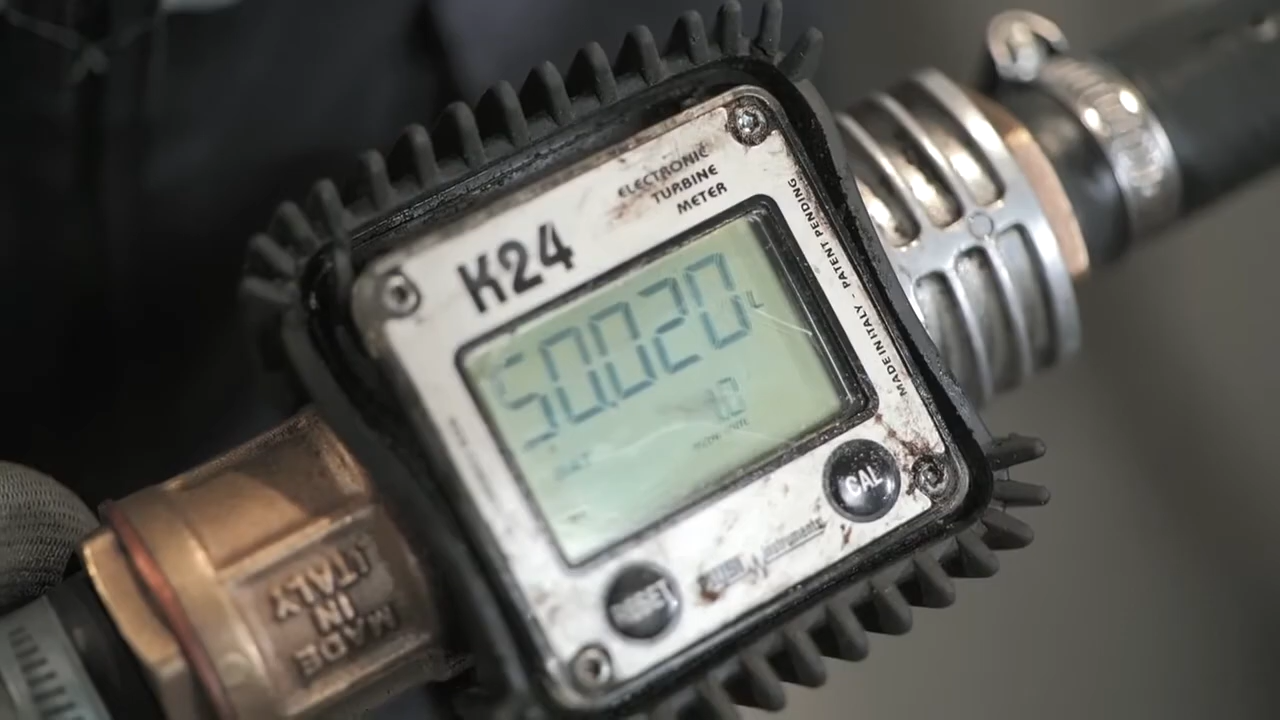 ELECTRONIC
TURBINE
METER
K24
50.020 L
MADE IN ITALY - PATENT PENDING
CAL
RESET
MADE
IN
ITALY